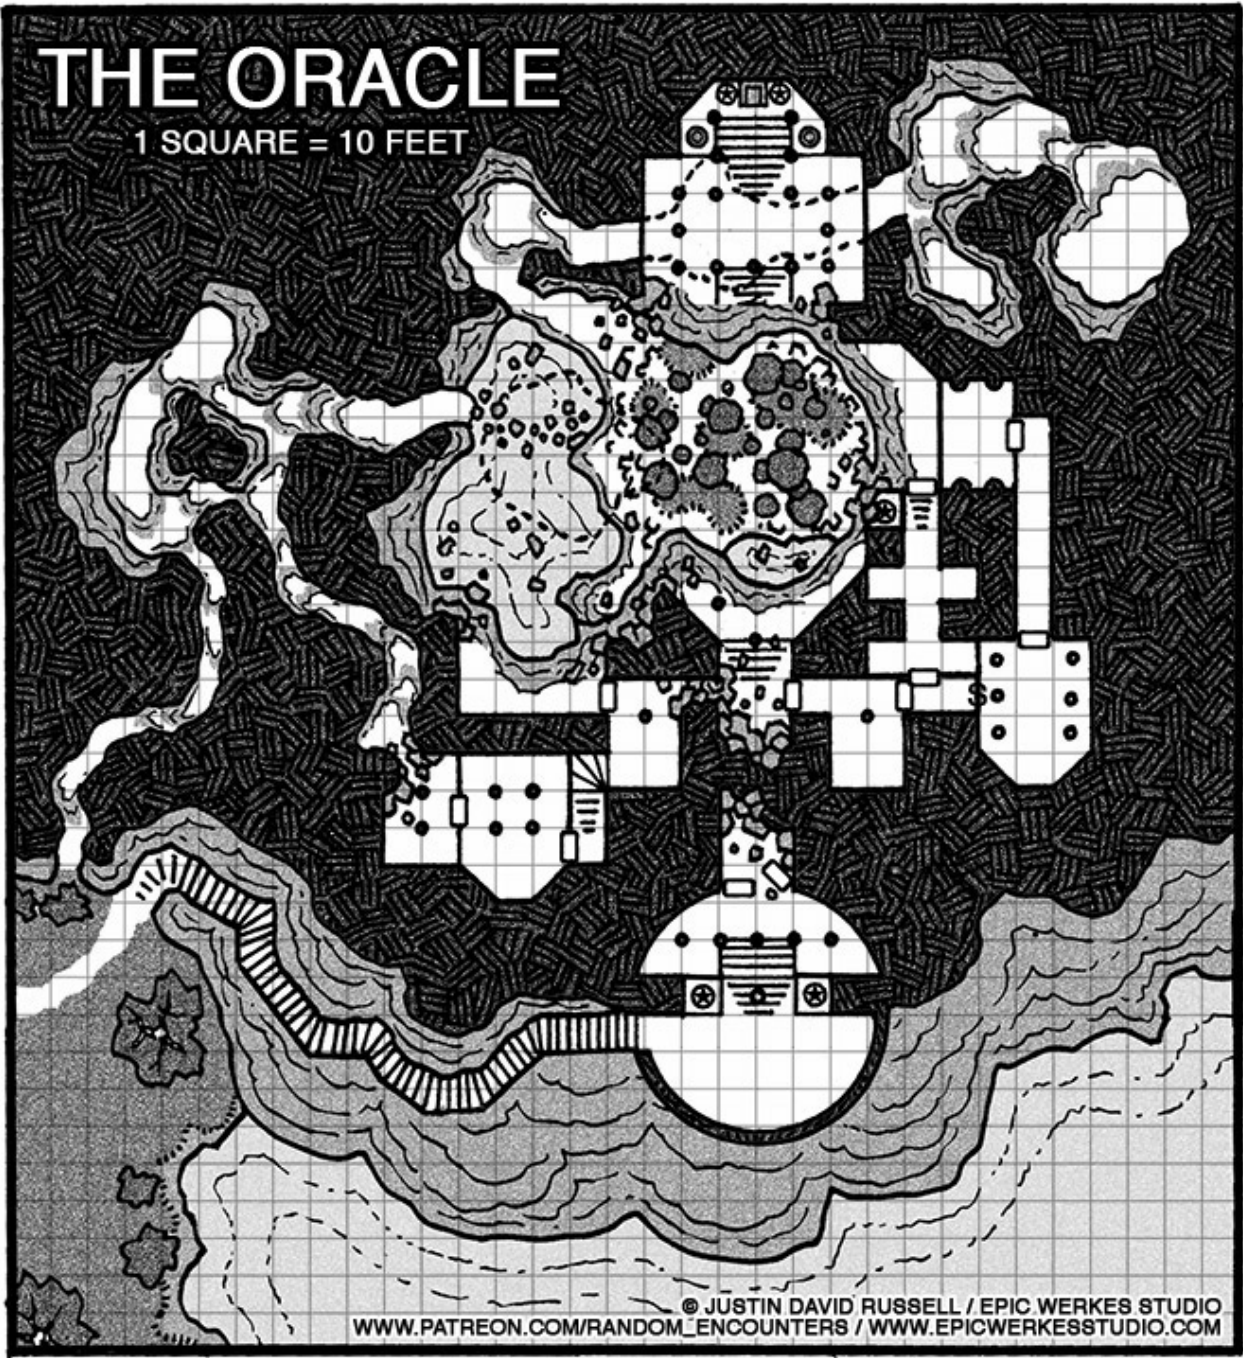 THE ORACLE
1 SQUARE = 10 FEET
S
© JUSTIN DAVID RUSSELL / EPIC WERKES STUDIO
WWW.PATREON.COM/RANDOM_ENCOUNTERS / WWW.EPICWERKESSTUDIO.COM